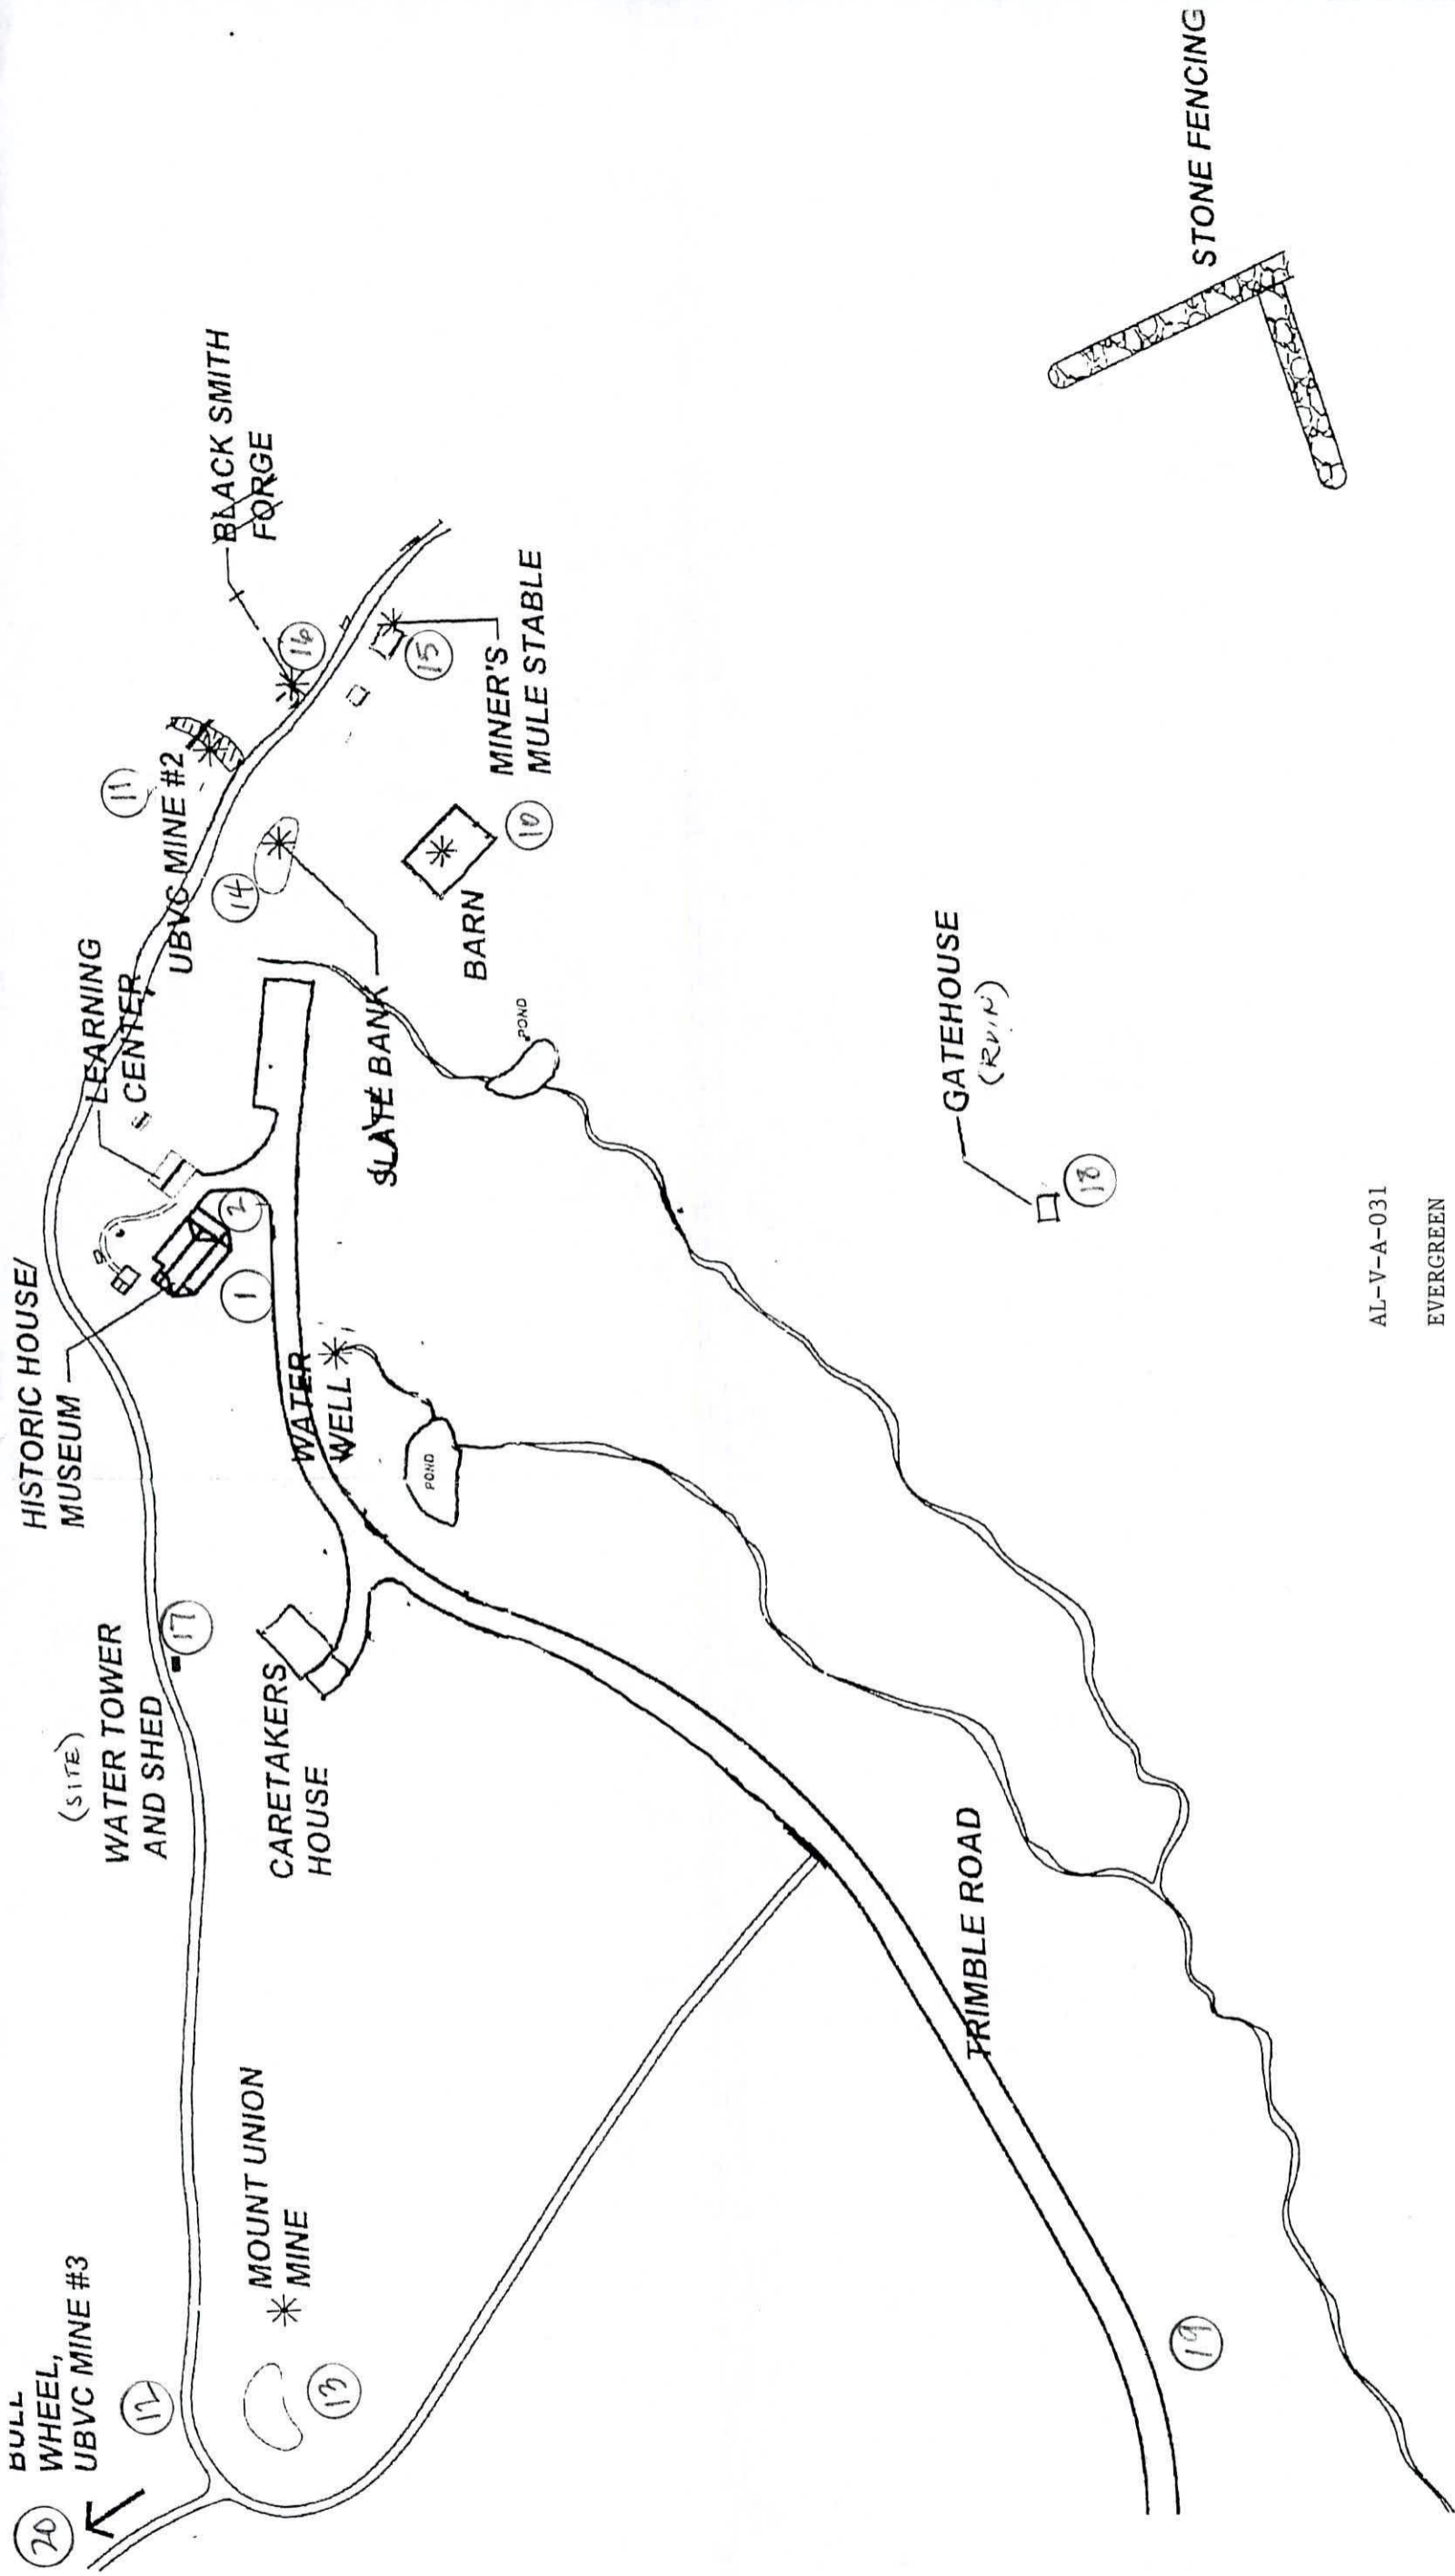 (20)
BULL
WHEEL,
UBVC MINE #3
(12)
(13)
MOUNT UNION
MINE
(SITE)
WATER TOWER
AND SHED
(17)
CARETAKERS
HOUSE
HISTORIC HOUSE/
MUSEUM
(1)
(2)
LEARNING
CENTER
WATER
WELL
POND
UBVC MINE #2
(11)
(14)
SLATE BANK
POND
BARN
(10)
BLACK SMITH
FORGE
(16)
(15)
MINER'S
MULE STABLE
TRIMBLE ROAD
(19)
GATEHOUSE
(RUIN)
(18)
STONE FENCING
AL-V-A-031
EVERGREEN